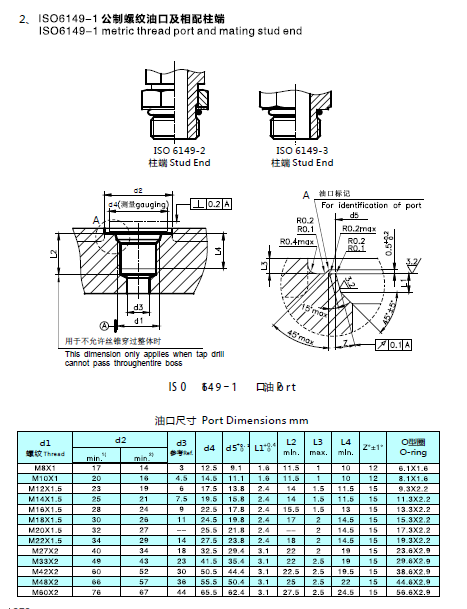 2、ISO6149-1 公制螺纹油口及相配柱端
ISO6149-1 metric thread port and mating stud end
ISO 6149-2
柱端 Stud End
ISO 6149-3
柱端 Stud End
d2
d4(测量gauging)
⊥ 0.2 A
A
L2
L4
d3
d1
A
用于不允许丝锥穿过整体时
This dimension only applies when tap drill
cannot pass throughentire boss
A 油口标记
For identification of port
d5
R0.2
R0.1
R0.2max
R0.4max
R0.2
R0.1
L3
3.2
3.2
L1
15°max
45°max
45°±5°
Z°
0.1 A
ISO 6149-1 油口 Port
油口尺寸 Port Dimensions mm
d1 螺纹 Thread d2 min. 1) min. 2) d3 参考Ref. d4 d5 +0.1 0 L1 +0.4 0 L2 min. L3 max. L4 min. Z°±1° O型圈 O-ring
M8X1 17 14 3 12.5 9.1 1.6 11.5 1 10 12 6.1X1.6
M10X1 20 16 4.5 14.5 11.1 1.6 11.5 1 10 12 8.1X1.6
M12X1.5 23 19 6 17.5 13.8 2.4 14 1.5 11.5 15 9.3X2.2
M14X1.5 25 21 7.5 19.5 15.8 2.4 14 1.5 11.5 15 11.3X2.2
M16X1.5 28 24 9 22.5 17.8 2.4 15.5 1.5 13 15 13.3X2.2
M18X1.5 30 26 11 24.5 19.8 2.4 17 2 14.5 15 15.3X2.2
M20X1.5 32 27 -- 25.5 21.8 2.4 -- 2 14.5 15 17.3X2.2
M22X1.5 34 29 14 27.5 23.8 2.4 18 2 14.5 15 19.3X2.2
M27X2 40 34 18 32.5 29.4 3.1 22 2 19 15 23.6X2.9
M33X2 49 43 23 41.5 35.4 3.1 22 2.5 19 15 29.6X2.9
M42X2 60 52 30 50.5 44.4 3.1 22.5 2.5 19.5 15 38.6X2.9
M48X2 66 57 36 55.5 50.4 3.1 25 2.5 22 15 44.6X2.9
M60X2 76 67 44 65.5 62.4 3.1 27.5 2.5 24.5 15 56.6X2.9